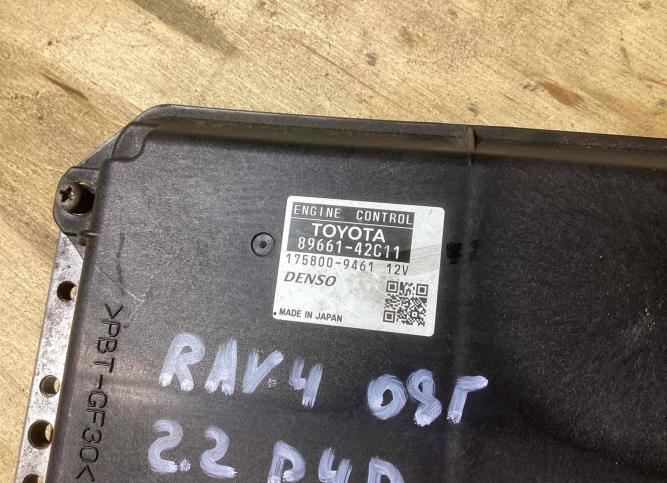 ENGINE CONTROL
TOYOTA
89661-42C11
175800-9461 12V
DENSO
MADE IN JAPAN
>PBT-GF30<
RAV4 08г
2.2 D4D